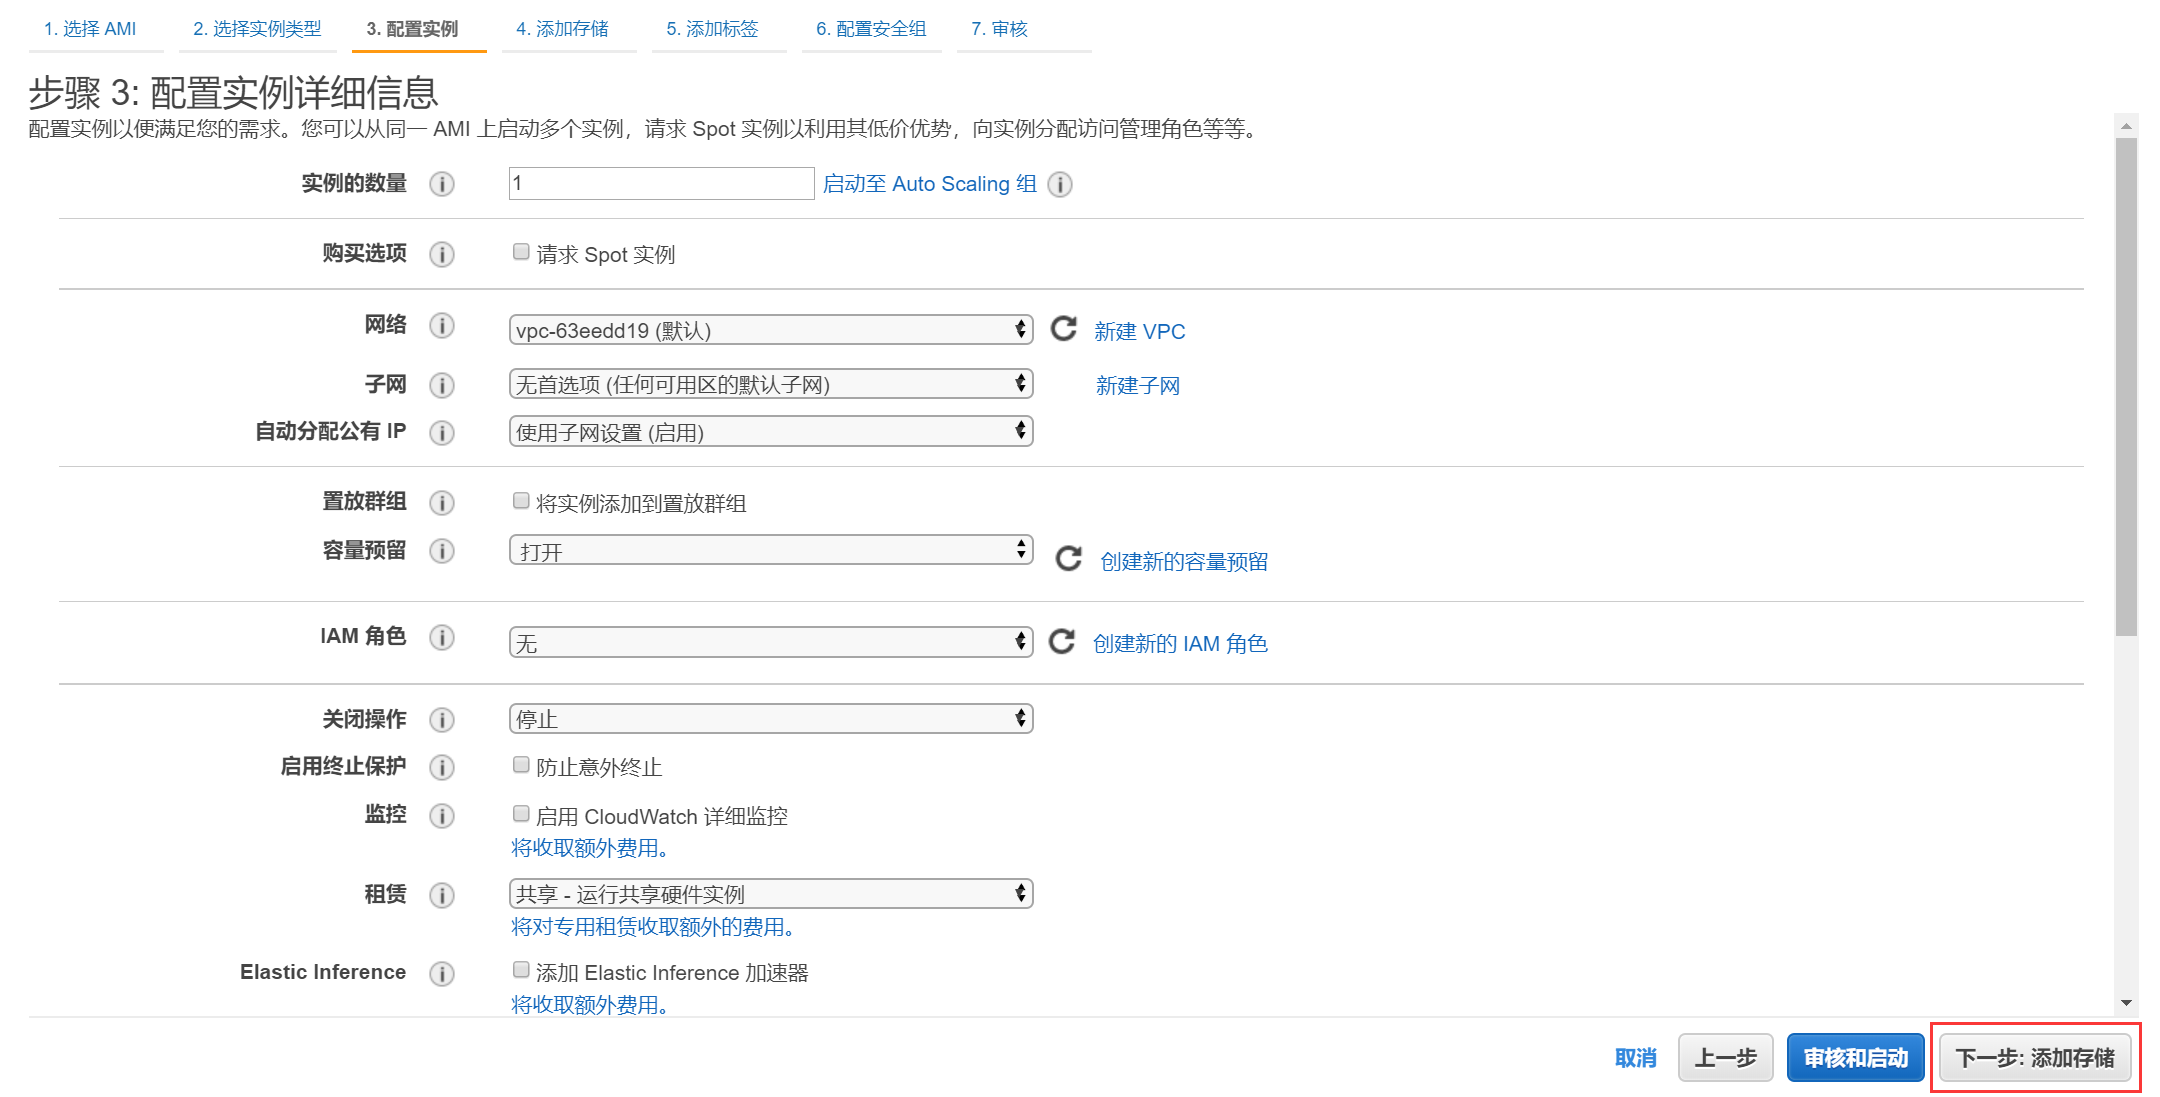 1. 选择 AMI
2. 选择实例类型
3. 配置实例
4. 添加存储
5. 添加标签
6. 配置安全组
7. 审核
步骤 3: 配置实例详细信息
配置实例以便满足您的需求。您可以从同一 AMI 上启动多个实例，请求 Spot 实例以利用其低价优势，向实例分配访问管理角色等等。
实例的数量 1 启动至 Auto Scaling 组
购买选项 请求 Spot 实例
网络 vpc-63eedd19 (默认) 新建 VPC
子网 无首选项 (任何可用区的默认子网) 新建子网
自动分配公有 IP 使用子网设置 (启用)
置放群组 将实例添加到置放群组
容量预留 打开 创建新的容量预留
IAM 角色 无 创建新的 IAM 角色
关闭操作 停止
启用终止保护 防止意外终止
监控 启用 CloudWatch 详细监控
将收取额外费用。
租赁 共享 - 运行共享硬件实例
将对专用租赁收取额外的费用。
Elastic Inference 添加 Elastic Inference 加速器
将收取额外费用。
取消 上一步 审核和启动 下一步: 添加存储